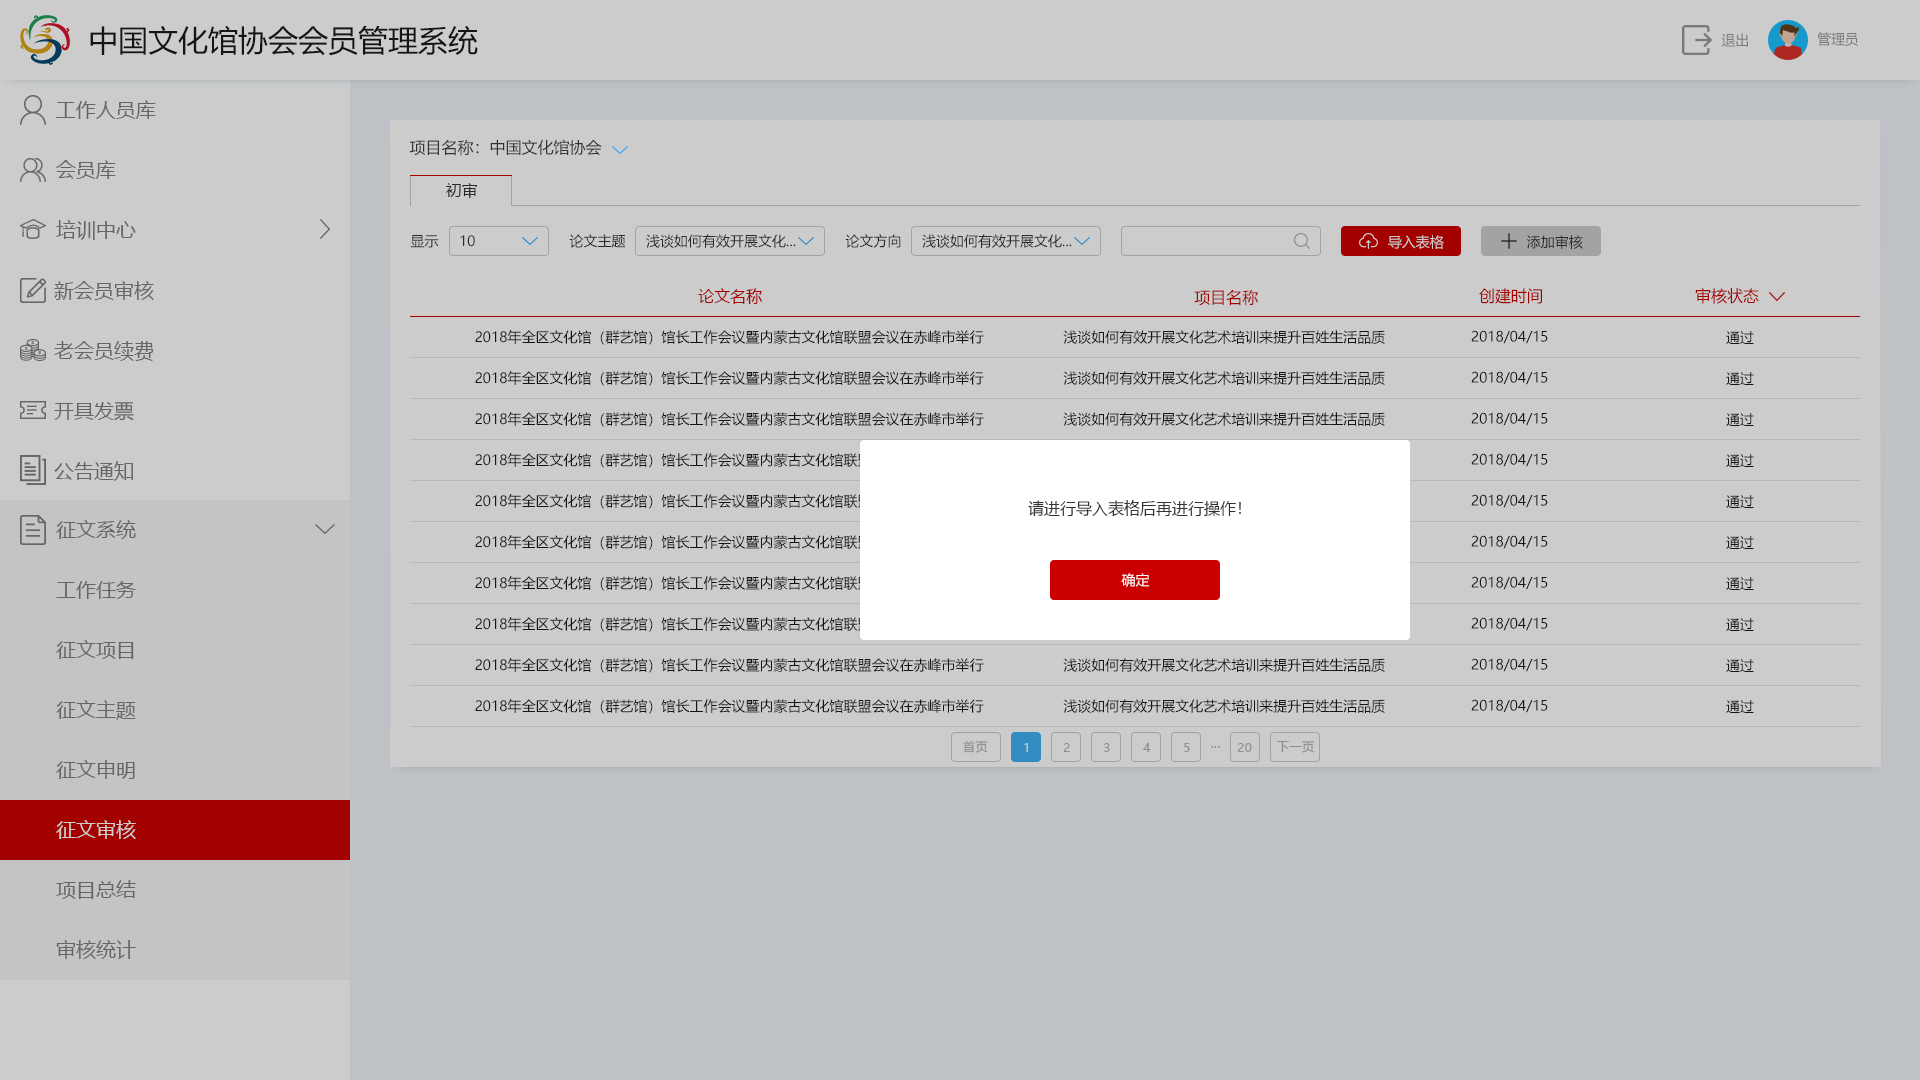 中国文化馆协会会员管理系统
退出
管理员
工作人员库
会员库
培训中心
新会员审核
老会员续费
开具发票
公告通知
征文系统
工作任务
征文项目
征文主题
征文申明
征文审核
项目总结
审核统计
项目名称：中国文化馆协会
初审
显示 10 论文主题 浅谈如何有效开展文化... 论文方向 浅谈如何有效开展文化... 导入表格 添加审核
论文名称 项目名称 创建时间 审核状态
2018年全区文化馆（群艺馆）馆长工作会议暨内蒙古文化馆联盟会议在赤峰市举行 浅谈如何有效开展文化艺术培训来提升百姓生活品质 2018/04/15 通过
2018年全区文化馆（群艺馆）馆长工作会议暨内蒙古文化馆联盟会议在赤峰市举行 浅谈如何有效开展文化艺术培训来提升百姓生活品质 2018/04/15 通过
2018年全区文化馆（群艺馆）馆长工作会议暨内蒙古文化馆联盟会议在赤峰市举行 浅谈如何有效开展文化艺术培训来提升百姓生活品质 2018/04/15 通过
2018年全区文化馆（群艺馆）馆长工作会议暨内蒙古文化馆联盟 2018/04/15 通过
2018年全区文化馆（群艺馆）馆长工作会议暨内蒙古文化馆联盟 2018/04/15 通过
2018年全区文化馆（群艺馆）馆长工作会议暨内蒙古文化馆联盟 2018/04/15 通过
2018年全区文化馆（群艺馆）馆长工作会议暨内蒙古文化馆联盟 2018/04/15 通过
2018年全区文化馆（群艺馆）馆长工作会议暨内蒙古文化馆联盟 2018/04/15 通过
2018年全区文化馆（群艺馆）馆长工作会议暨内蒙古文化馆联盟会议在赤峰市举行 浅谈如何有效开展文化艺术培训来提升百姓生活品质 2018/04/15 通过
2018年全区文化馆（群艺馆）馆长工作会议暨内蒙古文化馆联盟会议在赤峰市举行 浅谈如何有效开展文化艺术培训来提升百姓生活品质 2018/04/15 通过
请进行导入表格后再进行操作！
确定
首页 1 2 3 4 5 ... 20 下一页